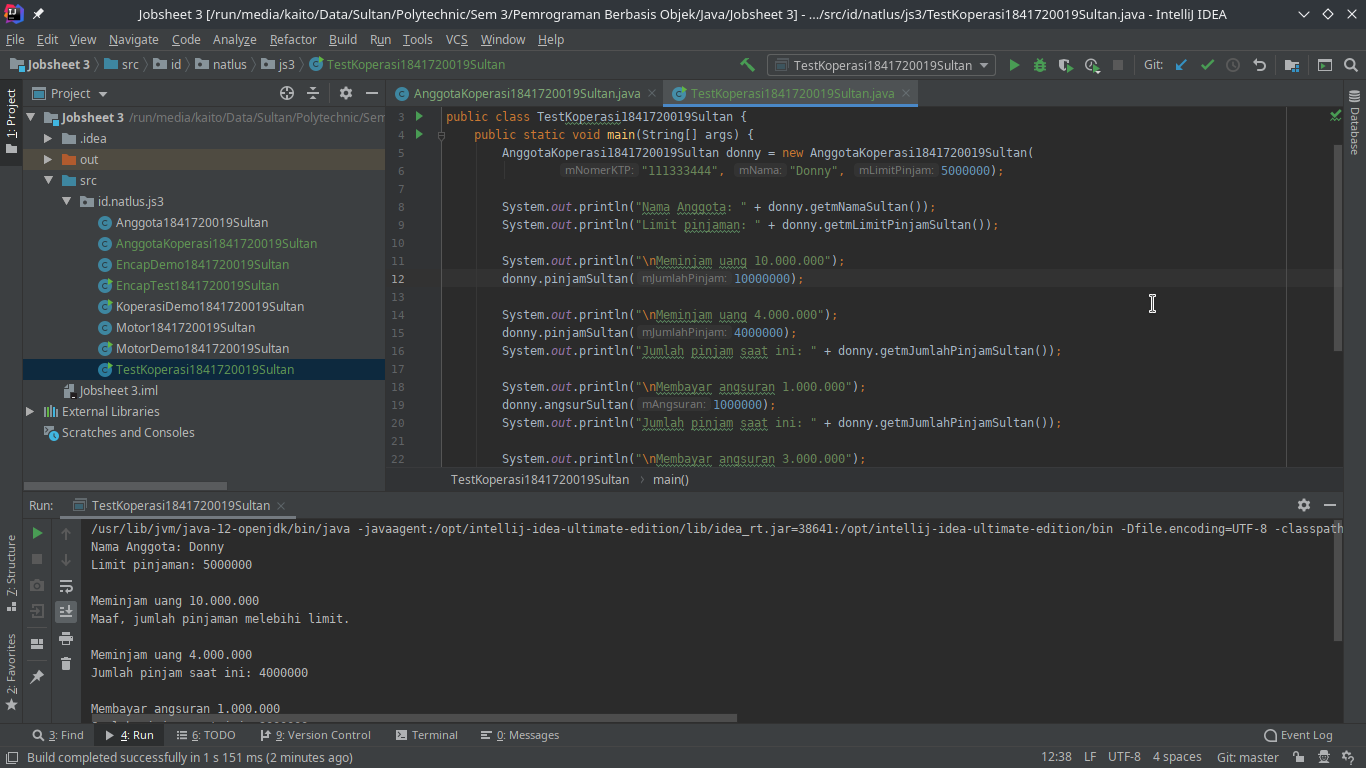 Jobsheet 3 [/run/media/kaito/Data/Sultan/Polytechnic/Sem 3/Pemrograman Berbasis Objek/Java/Jobsheet 3] - .../src/id/natlus/js3/TestKoperasi1841720019Sultan.java - IntelliJ IDEA
File Edit View Navigate Code Analyze Refactor Build Run Tools VCS Window Help
Jobsheet 3 src id natlus js3 TestKoperasi1841720019Sultan TestKoperasi1841720019Sultan Git:
1: Project
Project
Jobsheet 3 /run/media/kaito/Data/Sultan/Polytechnic/Sem
.idea
out
src
id.natlus.js3
Anggota1841720019Sultan
AnggotaKoperasi1841720019Sultan
EncapDemo1841720019Sultan
EncapTest1841720019Sultan
KoperasiDemo1841720019Sultan
Motor1841720019Sultan
MotorDemo1841720019Sultan
TestKoperasi1841720019Sultan
Jobsheet 3.iml
External Libraries
Scratches and Consoles
AnggotaKoperasi1841720019Sultan.java TestKoperasi1841720019Sultan.java
3 public class TestKoperasi1841720019Sultan {
4 public static void main(String[] args) {
5 AnggotaKoperasi1841720019Sultan donny = new AnggotaKoperasi1841720019Sultan(
6 mNomerKTP: "111333444", mNama: "Donny", mLimitPinjam: 5000000);
7
8 System.out.println("Nama Anggota: " + donny.getmNamaSultan());
9 System.out.println("Limit pinjaman: " + donny.getmLimitPinjamSultan());
10
11 System.out.println("\nMeminjam uang 10.000.000");
12 donny.pinjamSultan( mJumlahPinjam: 10000000);
13
14 System.out.println("\nMeminjam uang 4.000.000");
15 donny.pinjamSultan( mJumlahPinjam: 4000000);
16 System.out.println("Jumlah pinjam saat ini: " + donny.getmJumlahPinjamSultan());
17
18 System.out.println("\nMembayar angsuran 1.000.000");
19 donny.angsurSultan( mAngsuran: 1000000);
20 System.out.println("Jumlah pinjam saat ini: " + donny.getmJumlahPinjamSultan());
21
22 System.out.println("\nMembayar angsuran 3.000.000");
TestKoperasi1841720019Sultan main()
Database
Run: TestKoperasi1841720019Sultan
/usr/lib/jvm/java-12-openjdk/bin/java -javaagent:/opt/intellij-idea-ultimate-edition/lib/idea_rt.jar=38641:/opt/intellij-idea-ultimate-edition/bin -Dfile.encoding=UTF-8 -classpath
Nama Anggota: Donny
Limit pinjaman: 5000000
Meminjam uang 10.000.000
Maaf, jumlah pinjaman melebihi limit.
Meminjam uang 4.000.000
Jumlah pinjam saat ini: 4000000
Membayar angsuran 1.000.000
7: Structure
2: Favorites
3: Find 4: Run 6: TODO 9: Version Control Terminal 0: Messages Event Log
Build completed successfully in 1 s 151 ms (2 minutes ago) 12:38 LF UTF-8 4 spaces Git: master